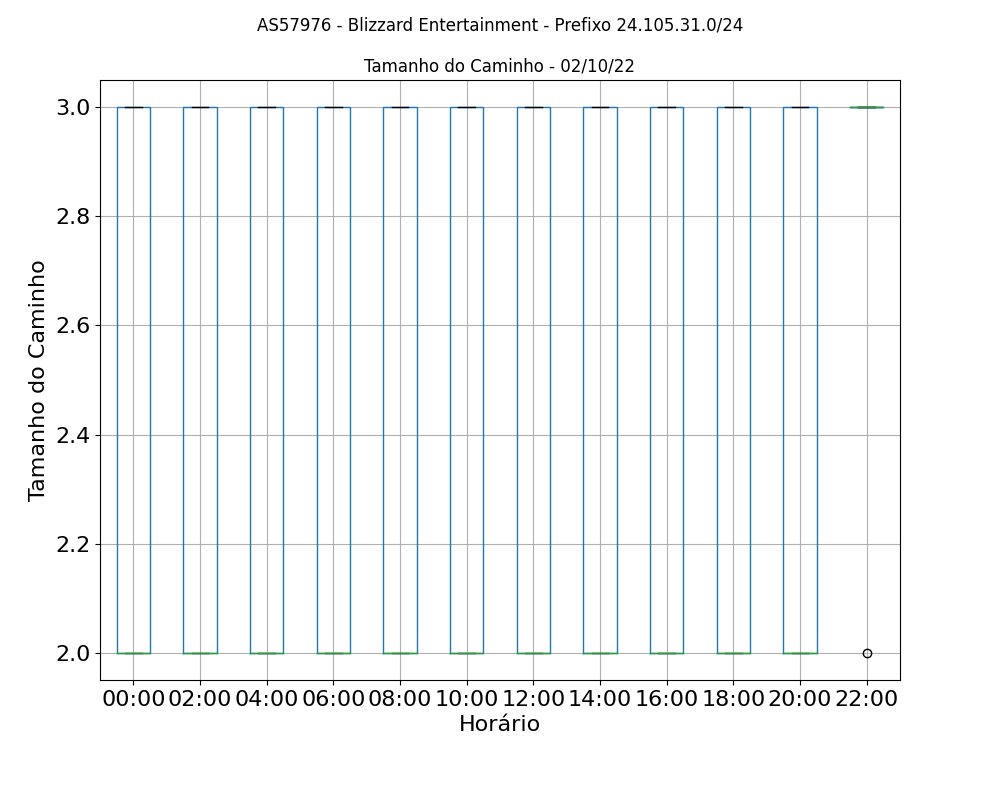 AS57976 - Blizzard Entertainment - Prefixo 24.105.31.0/24
Tamanho do Caminho - 02/10/22
3.0
2.8
2.6
2.4
2.2
2.0
Tamanho do Caminho
00:00 02:00 04:00 06:00 08:00 10:00 12:00 14:00 16:00 18:00 20:00 22:00
Horário